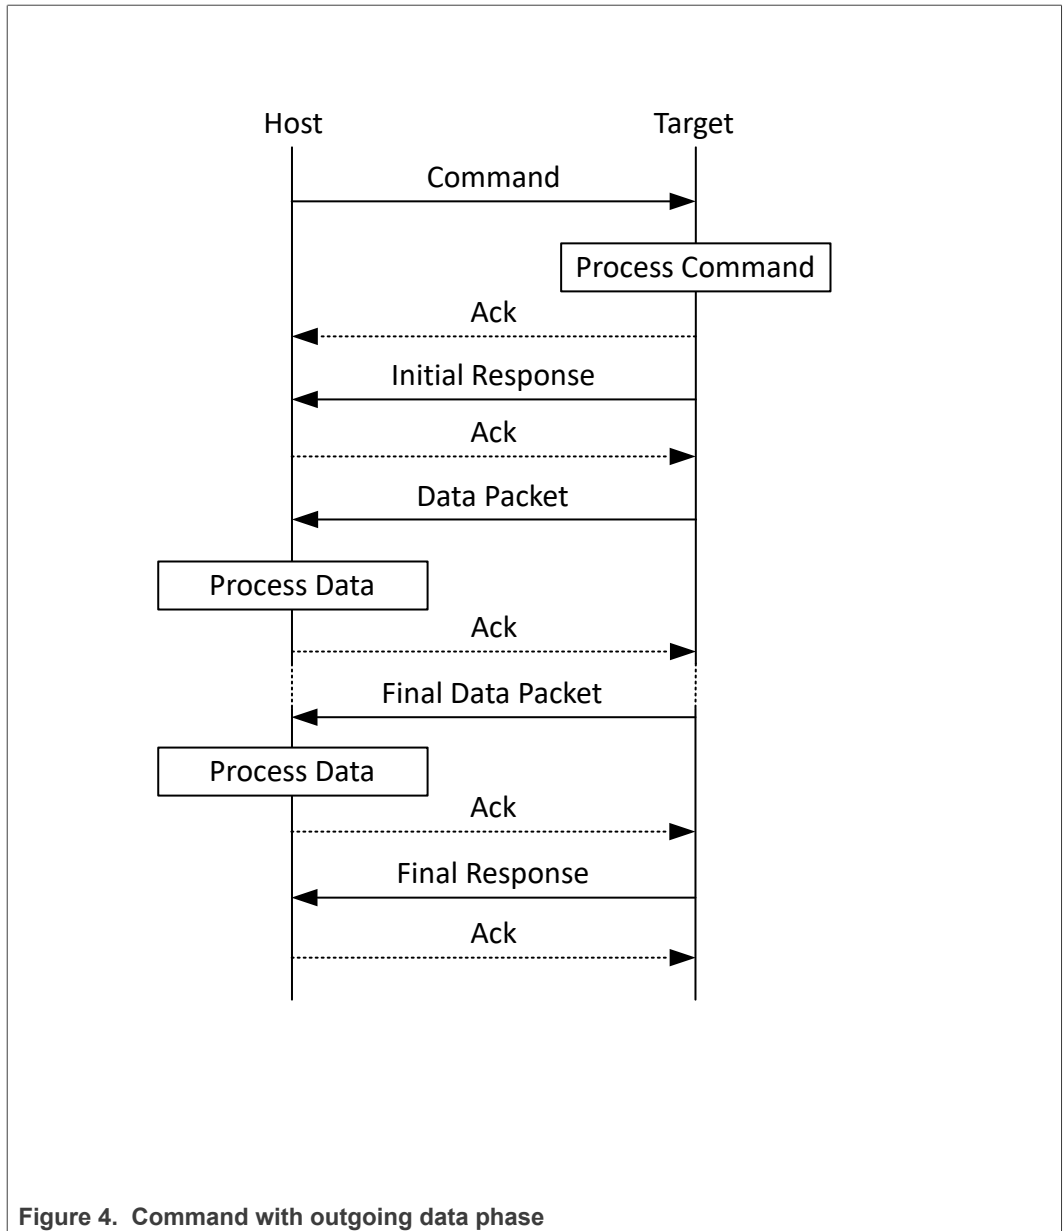 Host
Target
Command
Process Command
Ack
Initial Response
Ack
Data Packet
Process Data
Ack
Final Data Packet
Process Data
Ack
Final Response
Ack
Figure 4. Command with outgoing data phase